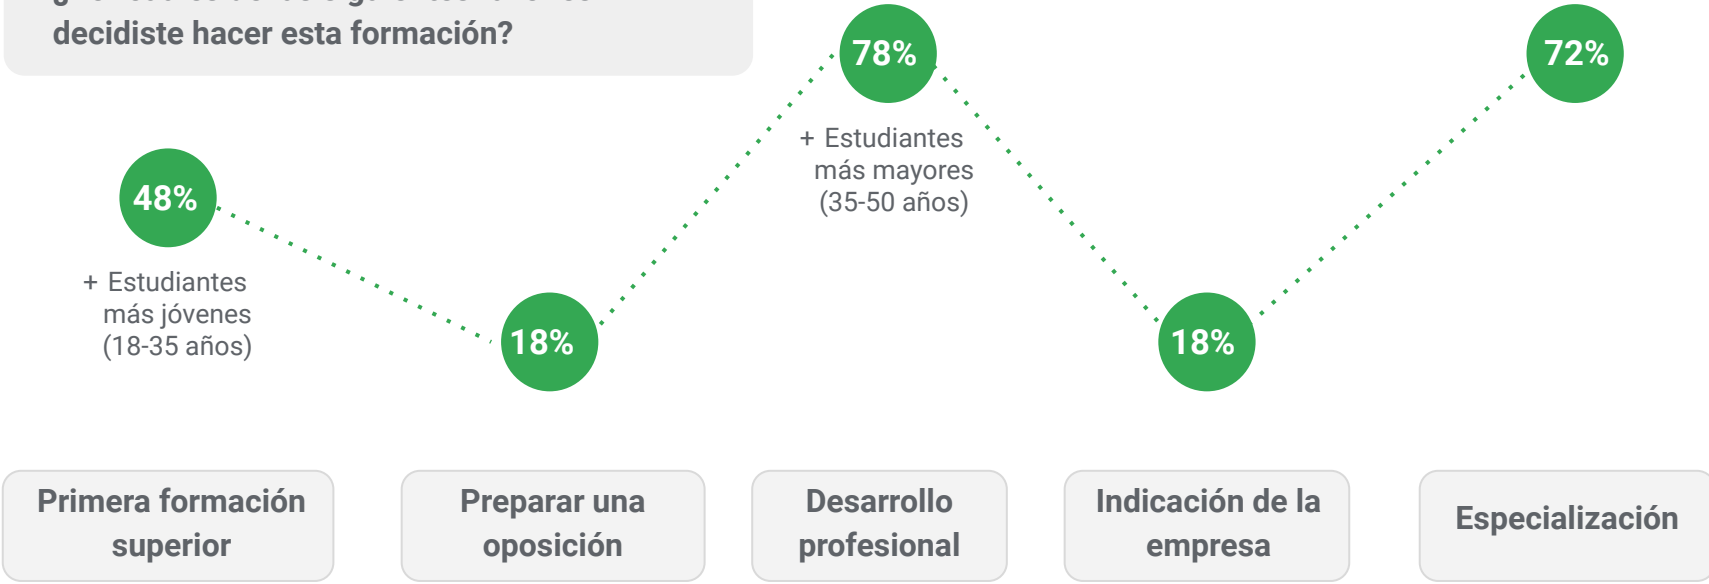 decidiste hacer esta formación?
78%
72%
+ Estudiantes
más mayores
(35-50 años)
48%
+ Estudiantes
más jóvenes
(18-35 años)
18%
18%
Primera formación
superior
Preparar una
oposición
Desarrollo
profesional
Indicación de la
empresa
Especialización